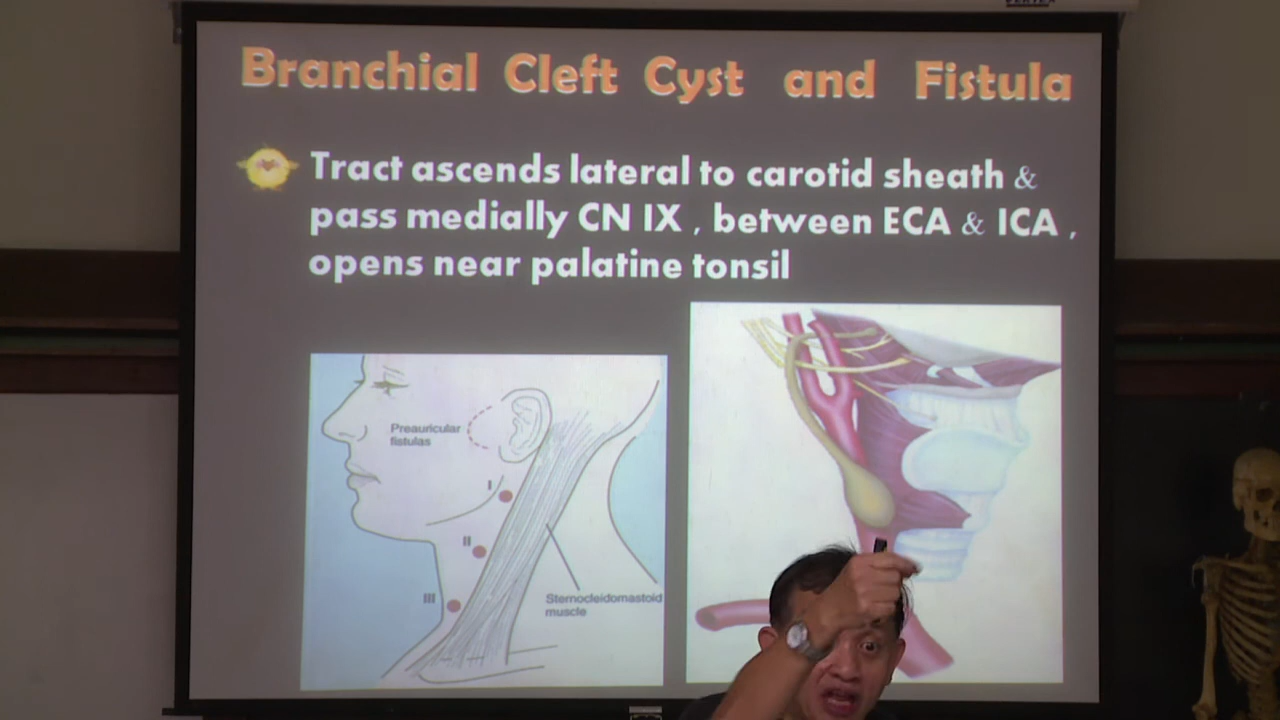 Branchial Cleft Cyst and Fistula
Tract ascends lateral to carotid sheath &
pass medially CN IX , between ECA & ICA ,
opens near palatine tonsil
Preauricular
fistulas
I
II
III
Sternocleidomastoid
muscle